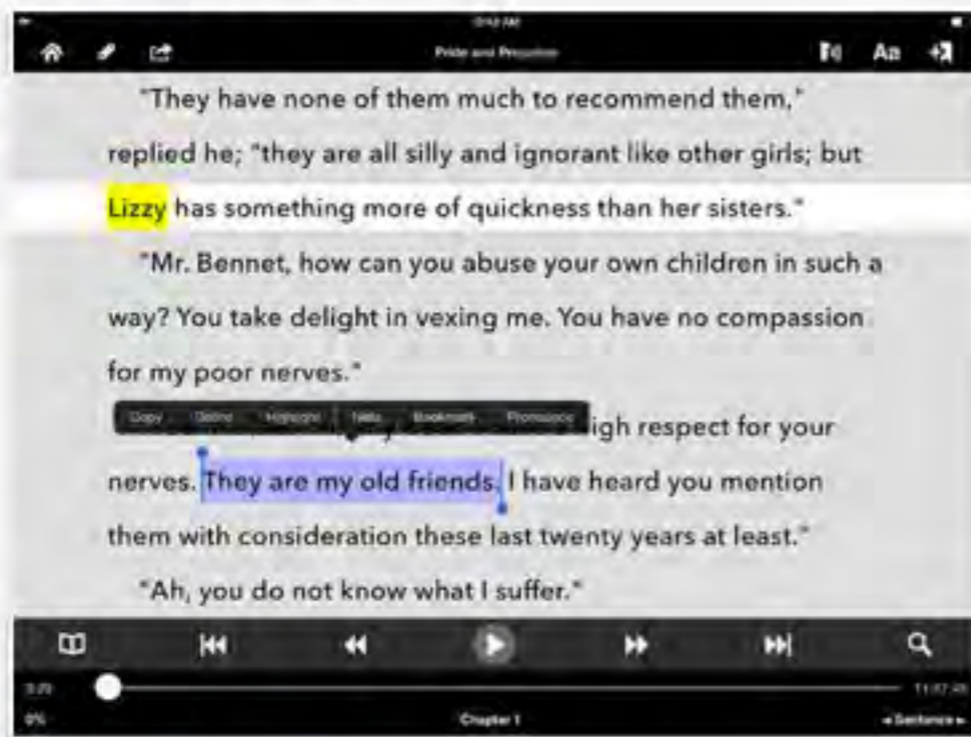 Pride and Prejudice
Aa
"They have none of them much to recommend them,"
replied he; "they are all silly and ignorant like other girls; but
Lizzy has something more of quickness than her sisters."
"Mr. Bennet, how can you abuse your own children in such a
way? You take delight in vexing me. You have no compassion
for my poor nerves."
Copy Define Highlight Note Bookmark Pronounce
igh respect for your
nerves. They are my old friends. I have heard you mention
them with consideration these last twenty years at least."
"Ah, you do not know what I suffer."
0% Chapter 1 Sentence